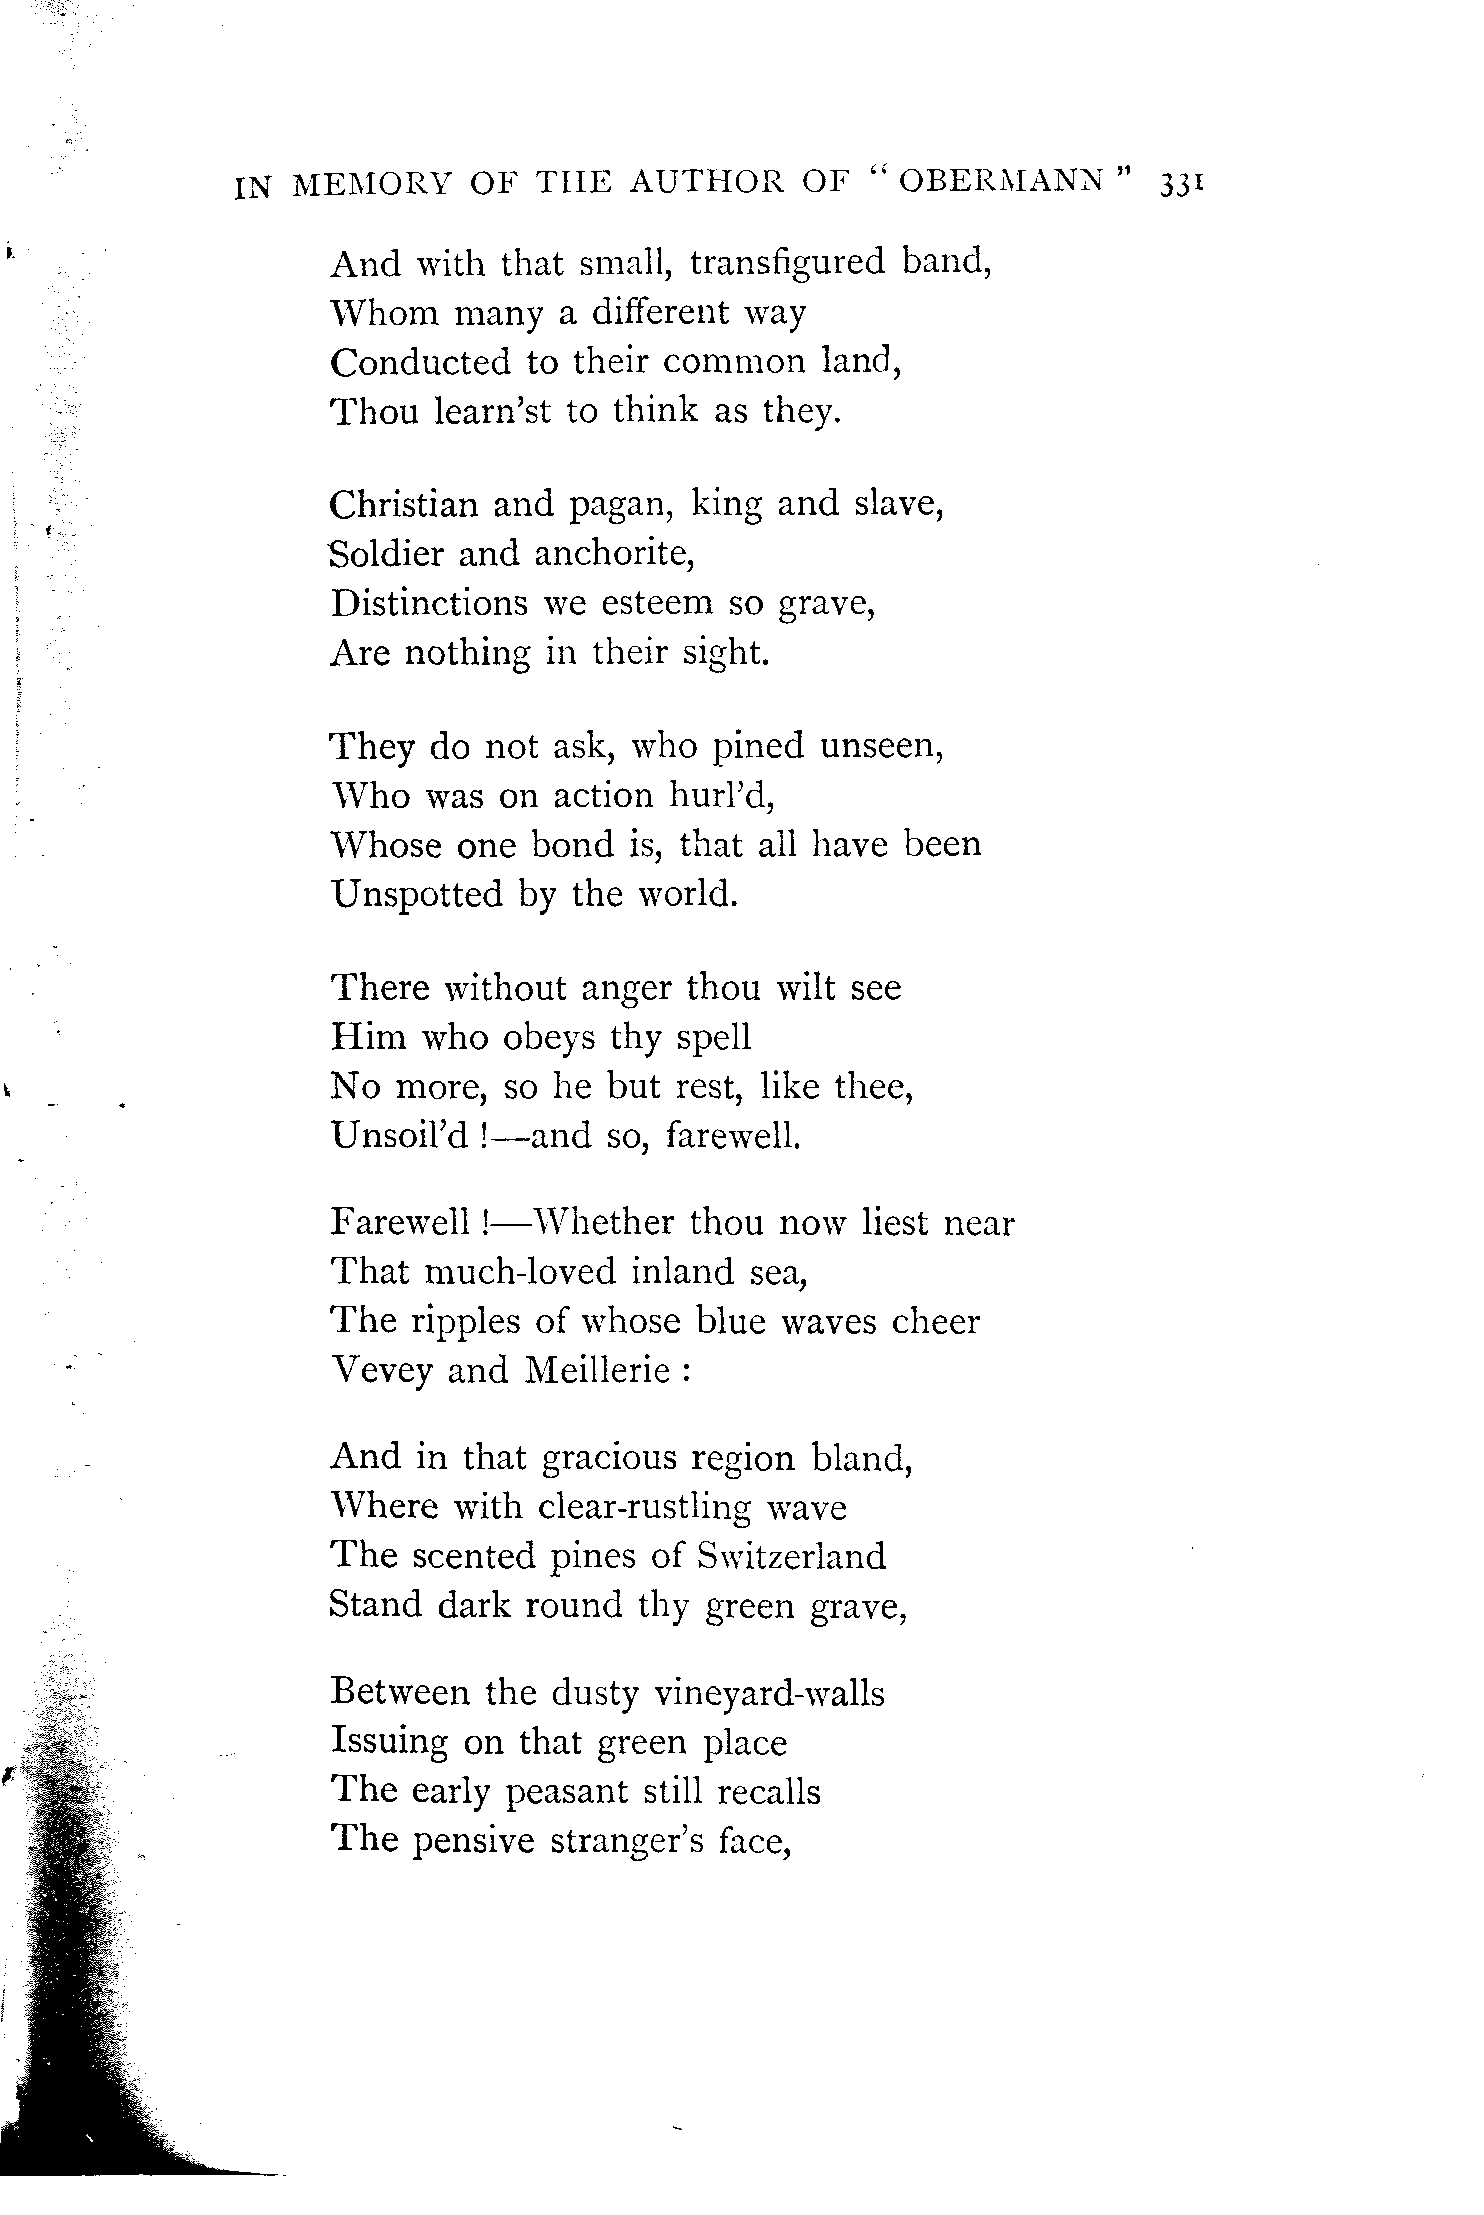 IN MEMORY OF THE AUTHOR OF "OBERMANN" 331
And with that small, transfigured band,
Whom many a different way
Conducted to their common land,
Thou learn'st to think as they.
Christian and pagan, king and slave,
Soldier and anchorite,
Distinctions we esteem so grave,
Are nothing in their sight.
They do not ask, who pined unseen,
Who was on action hurl'd,
Whose one bond is, that all have been
Unspotted by the world.
There without anger thou wilt see
Him who obeys thy spell
No more, so he but rest, like thee,
Unsoil'd!—and so, farewell.
Farewell!—Whether thou now liest near
That much-loved inland sea,
The ripples of whose blue waves cheer
Vevey and Meillerie:
And in that gracious region bland,
Where with clear-rustling wave
The scented pines of Switzerland
Stand dark round thy green grave,
Between the dusty vineyard-walls
Issuing on that green place
The early peasant still recalls
The pensive stranger's face,